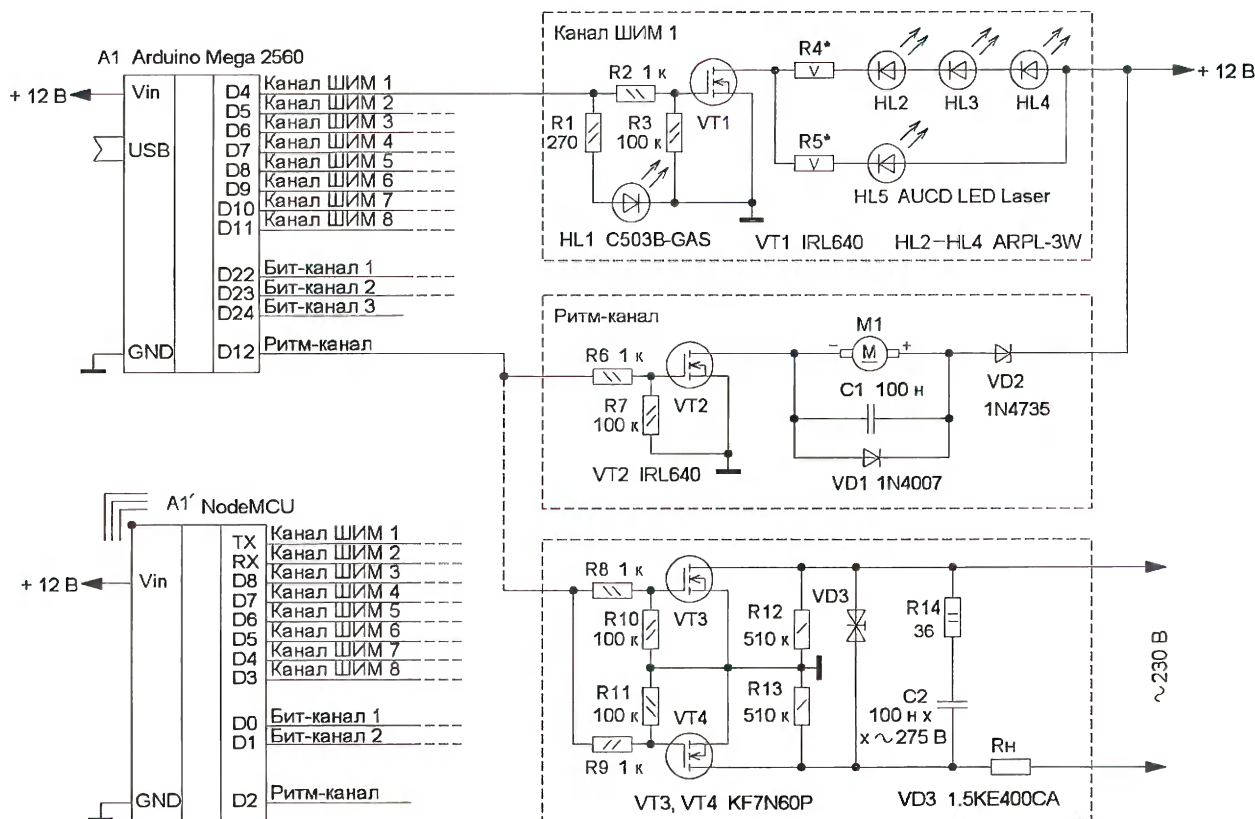 A1 Arduino Mega 2560
+ 12 В
Vin
USB
GND
D4 Канал ШИМ 1
D5 Канал ШИМ 2
D6 Канал ШИМ 3
D7 Канал ШИМ 4
D8 Канал ШИМ 5
D9 Канал ШИМ 6
D10 Канал ШИМ 7
D11 Канал ШИМ 8
D22 Бит-канал 1
D23 Бит-канал 2
D24 Бит-канал 3
D12 Ритм-канал
Канал ШИМ 1
R2 1 к
R1
270
R3
100 к
VT1
R4*
HL2
HL3
HL4
+ 12 В
R5*
HL5 AUCD LED Laser
HL1 C503B-GAS
VT1 IRL640
HL2–HL4 ARPL-3W
Ритм-канал
R6 1 к
R7
100 к
VT2
M1
– M +
C1 100 н
VD2
1N4735
VT2 IRL640
VD1 1N4007
A1′ NodeMCU
+ 12 В
Vin
GND
TX Канал ШИМ 1
RX Канал ШИМ 2
D8 Канал ШИМ 3
D7 Канал ШИМ 4
D6 Канал ШИМ 5
D5 Канал ШИМ 6
D4 Канал ШИМ 7
D3 Канал ШИМ 8
D0 Бит-канал 1
D1 Бит-канал 2
D2 Ритм-канал
R8 1 к
VT3
R10
100 к
R11
100 к
VT4
R9 1 к
R12
510 к
R13
510 к
VD3
R14
36
C2
100 н х
х ~275 В
Rн
~230 В
VT3, VT4 KF7N60P
VD3 1.5KE400CA